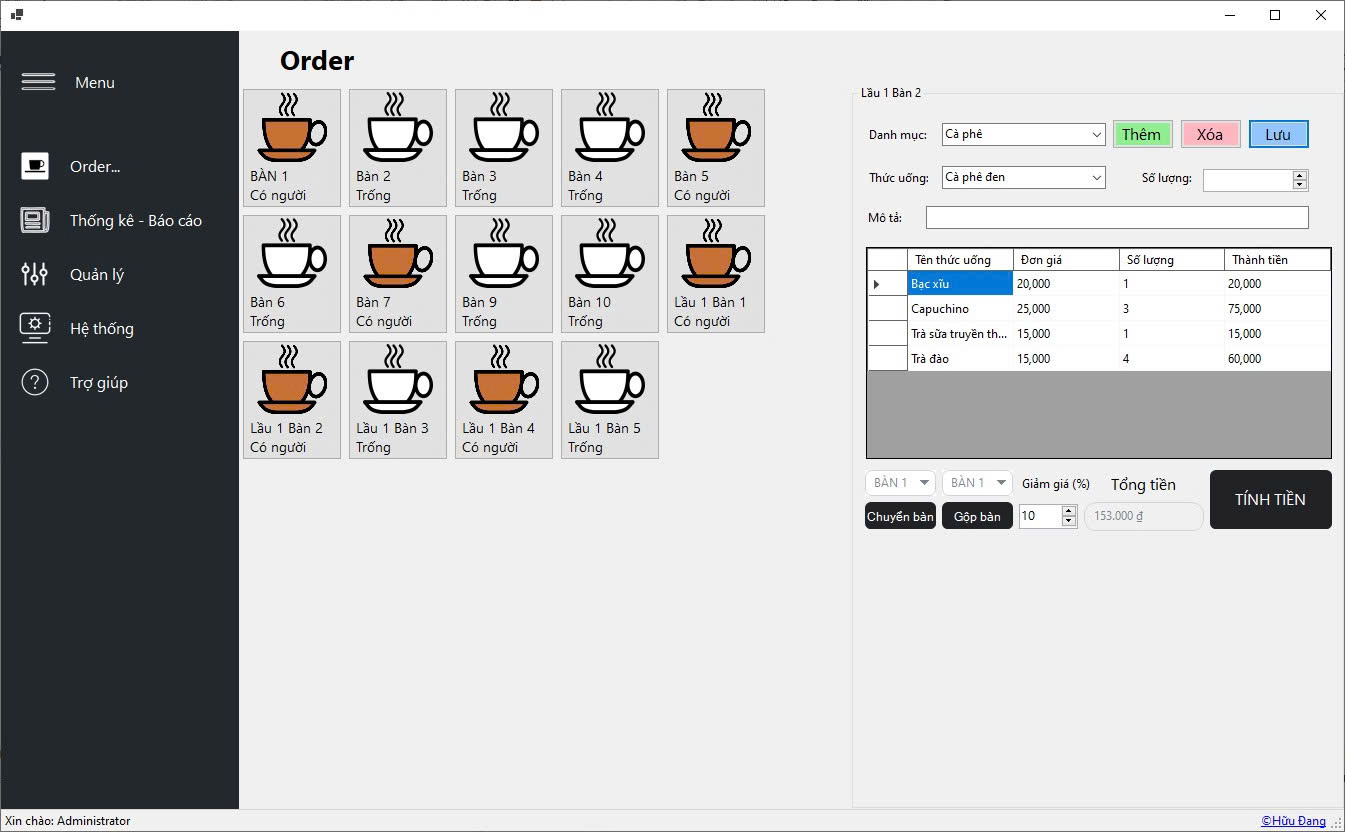 Order
Menu
Order...
Thống kê - Báo cáo
Quản lý
Hệ thống
Trợ giúp
BÀN 1
Có người
Bàn 2
Trống
Bàn 3
Trống
Bàn 4
Trống
Bàn 5
Có người
Bàn 6
Trống
Bàn 7
Có người
Bàn 9
Trống
Bàn 10
Trống
Lầu 1 Bàn 1
Có người
Lầu 1 Bàn 2
Có người
Lầu 1 Bàn 3
Trống
Lầu 1 Bàn 4
Có người
Lầu 1 Bàn 5
Trống
Lầu 1 Bàn 2
Danh mục: Cà phê Thêm Xóa Lưu
Thức uống: Cà phê đen Số lượng:
Mô tả:
Tên thức uống Đơn giá Số lượng Thành tiền
Bạc xĩu 20,000 1 20,000
Capuchino 25,000 3 75,000
Trà sữa truyền th... 15,000 1 15,000
Trà đào 15,000 4 60,000
BÀN 1 BÀN 1 Giảm giá (%) Tổng tiền TÍNH TIỀN
Chuyển bàn Gộp bàn 10 153.000 ₫
Xin chào: Administrator
©Hữu Đang